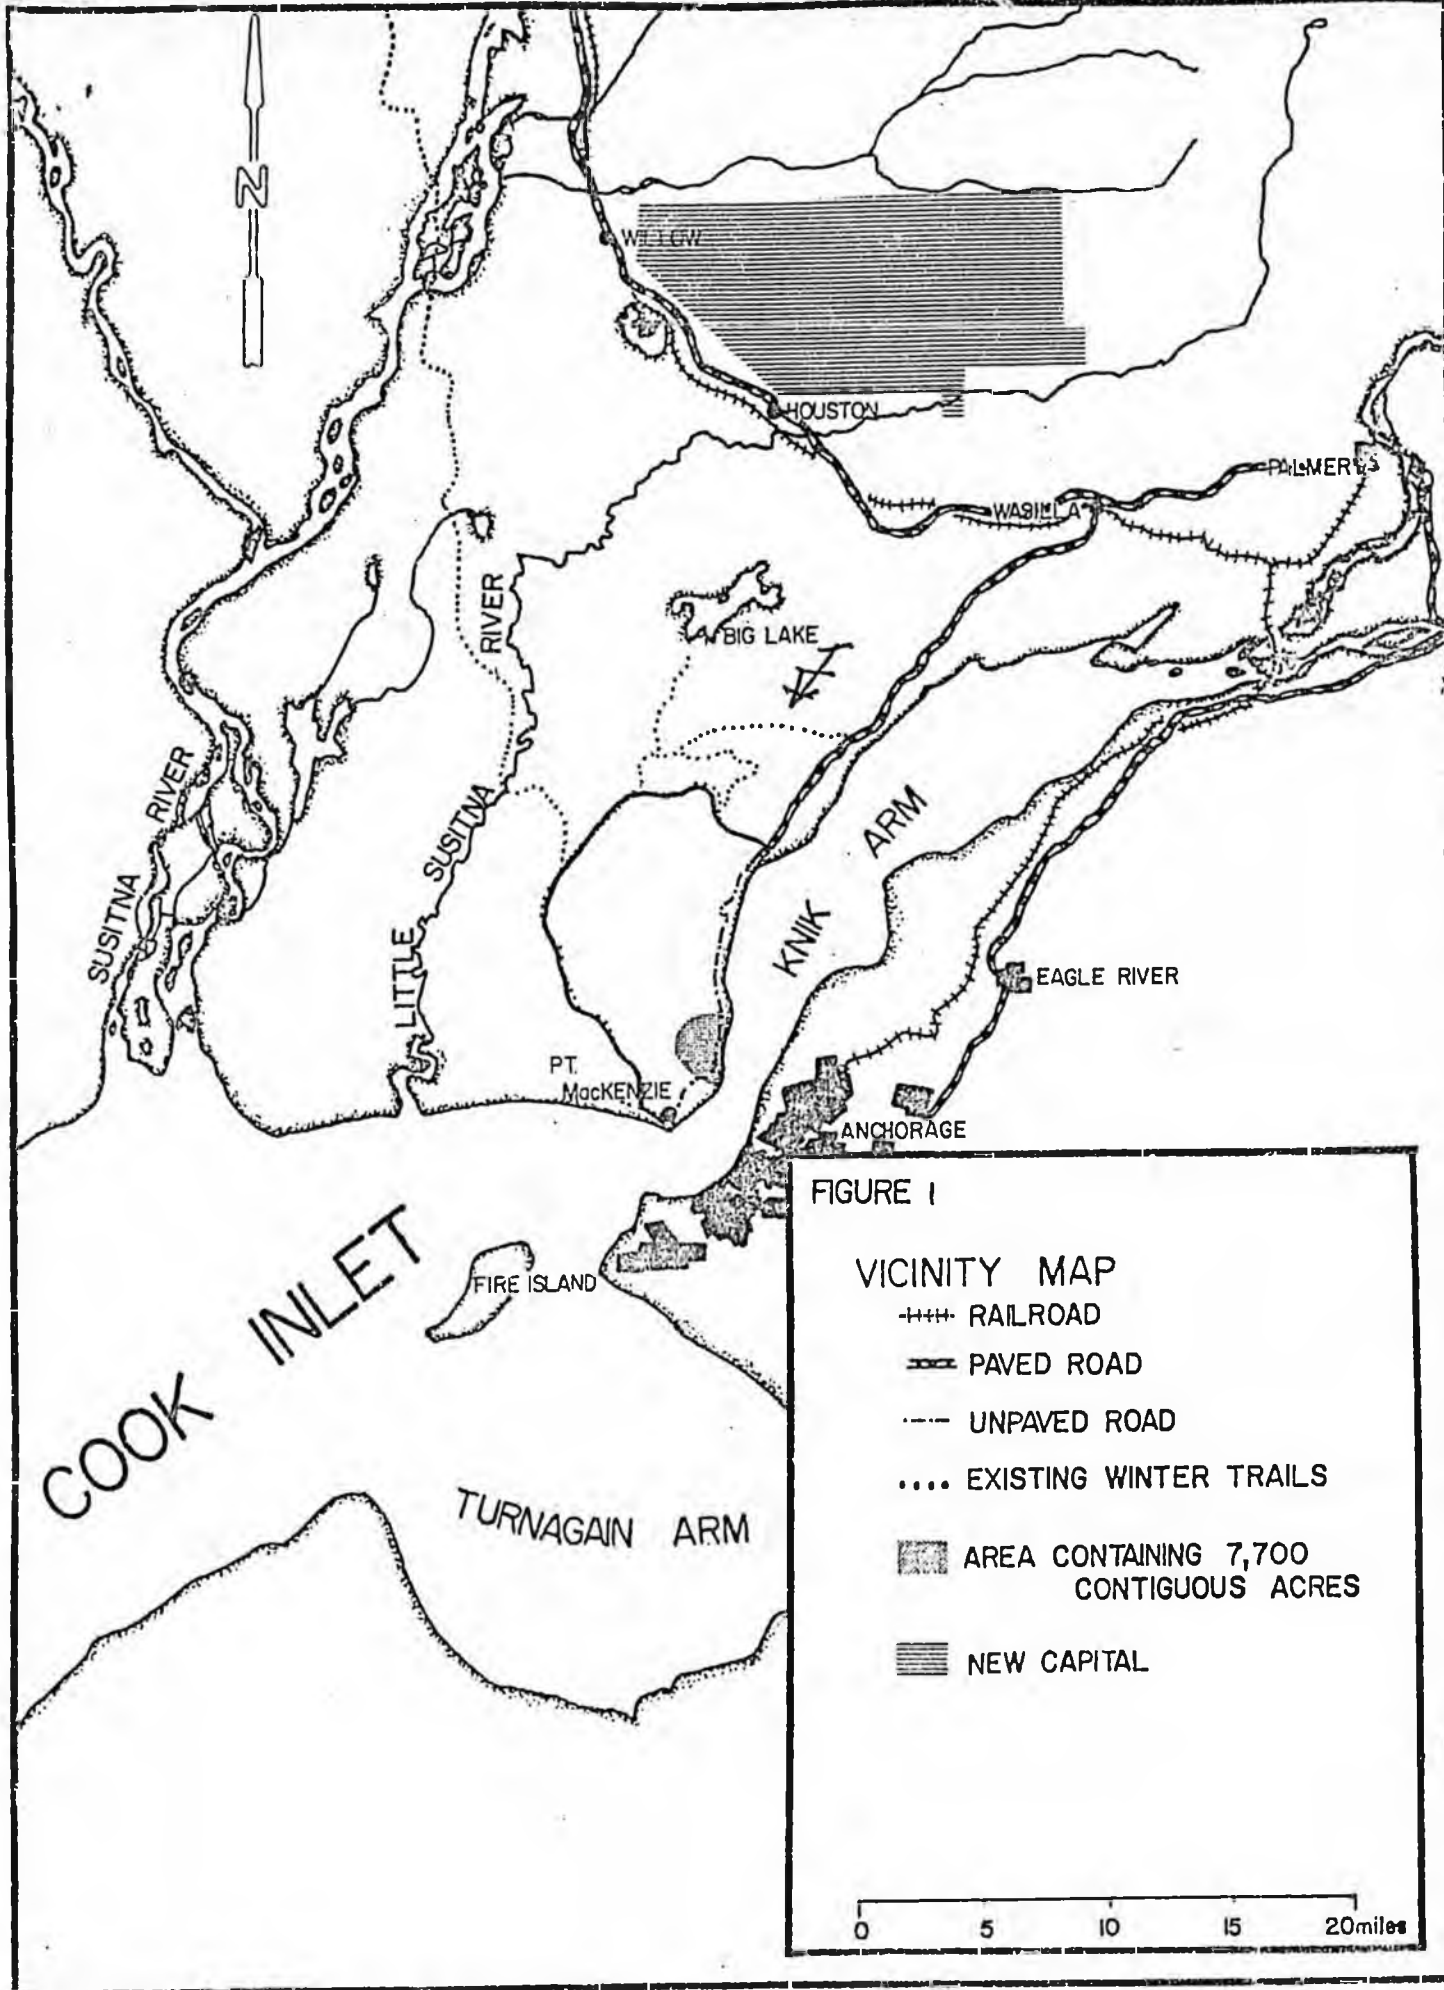 N
WILLOW
HOUSTON
PALMER
WASILLA
RIVER
BIG LAKE
SUSITNA RIVER
LITTLE SUSITNA
KNIK ARM
EAGLE RIVER
PT.
MacKENZIE
ANCHORAGE
COOK INLET
FIRE ISLAND
TURNAGAIN ARM
FIGURE 1
VICINITY MAP
RAILROAD
PAVED ROAD
UNPAVED ROAD
EXISTING WINTER TRAILS
AREA CONTAINING 7,700
CONTIGUOUS ACRES
NEW CAPITAL
0 5 10 15 20miles